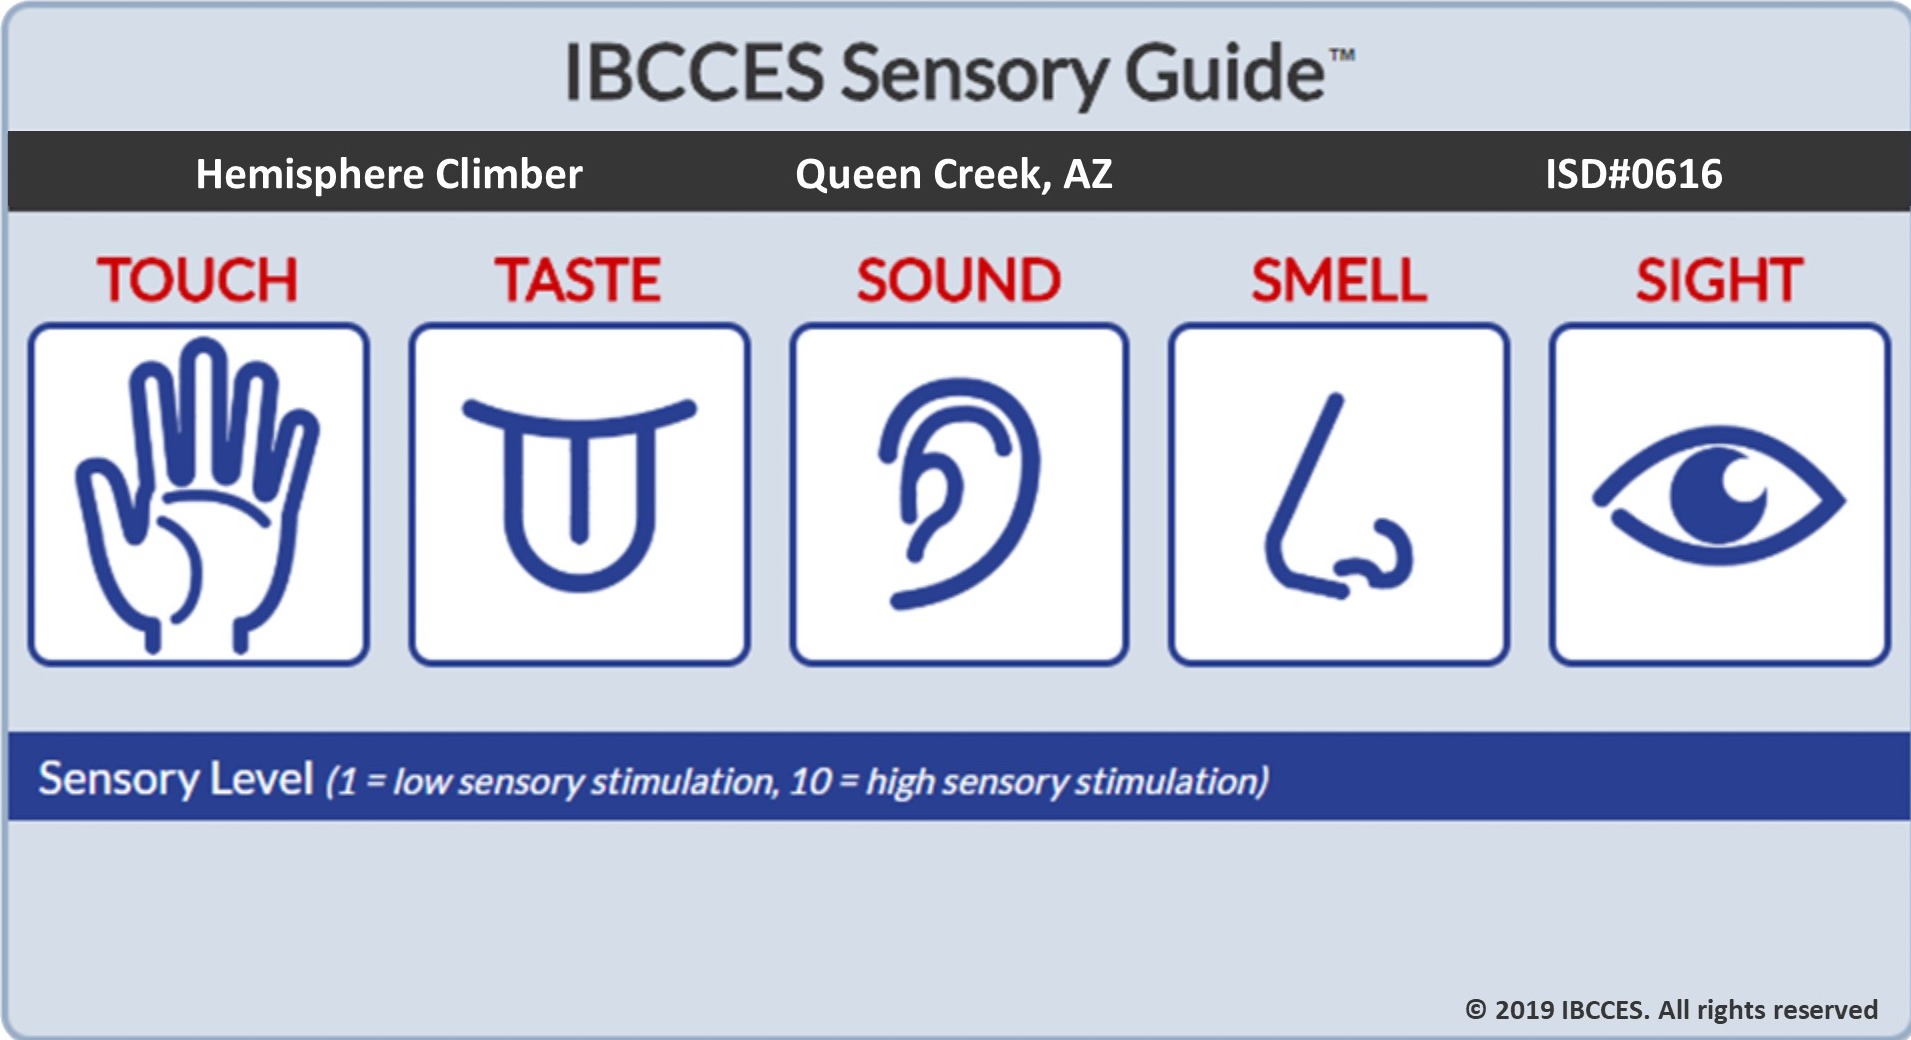 IBCCES Sensory Guide™
Hemisphere Climber Queen Creek, AZ ISD#0616
TOUCH TASTE SOUND SMELL SIGHT
Sensory Level (1 = low sensory stimulation, 10 = high sensory stimulation)
© 2019 IBCCES. All rights reserved